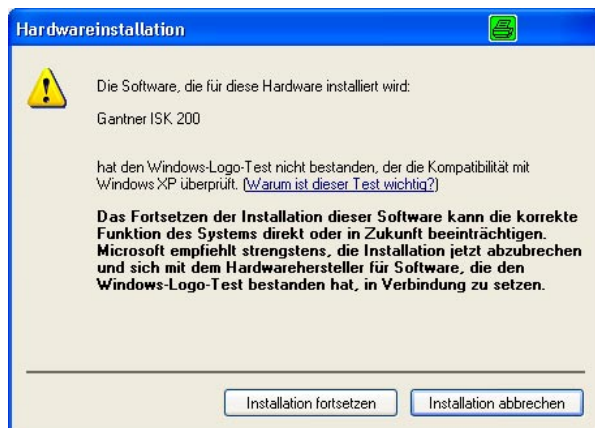 Hardwareinstallation
Die Software, die für diese Hardware installiert wird:
Gantner ISK 200
hat den Windows-Logo-Test nicht bestanden, der die Kompatibilität mit
Windows XP überprüft. (Warum ist dieser Test wichtig?)
Das Fortsetzen der Installation dieser Software kann die korrekte
Funktion des Systems direkt oder in Zukunft beeinträchtigen.
Microsoft empfiehlt strengstens, die Installation jetzt abzubrechen
und sich mit dem Hardwarehersteller für Software, die den
Windows-Logo-Test bestanden hat, in Verbindung zu setzen.
Installation fortsetzen
Installation abbrechen